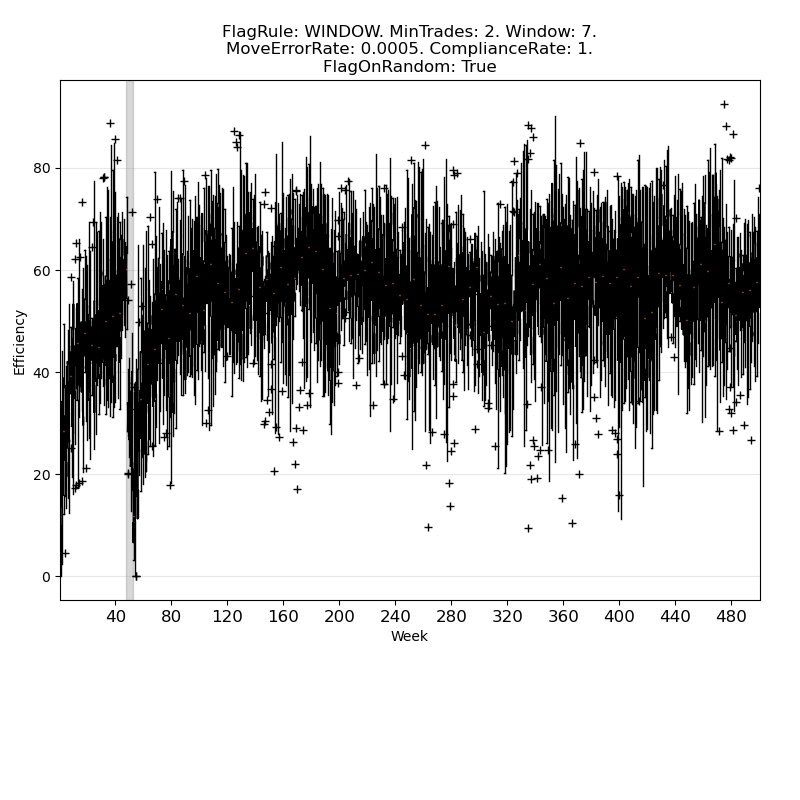 FlagRule: WINDOW. MinTrades: 2. Window: 7.
MoveErrorRate: 0.0005. ComplianceRate: 1.
FlagOnRandom: True
80
60
40
20
0
Efficiency
40 80 120 160 200 240 280 320 360 400 440 480
Week